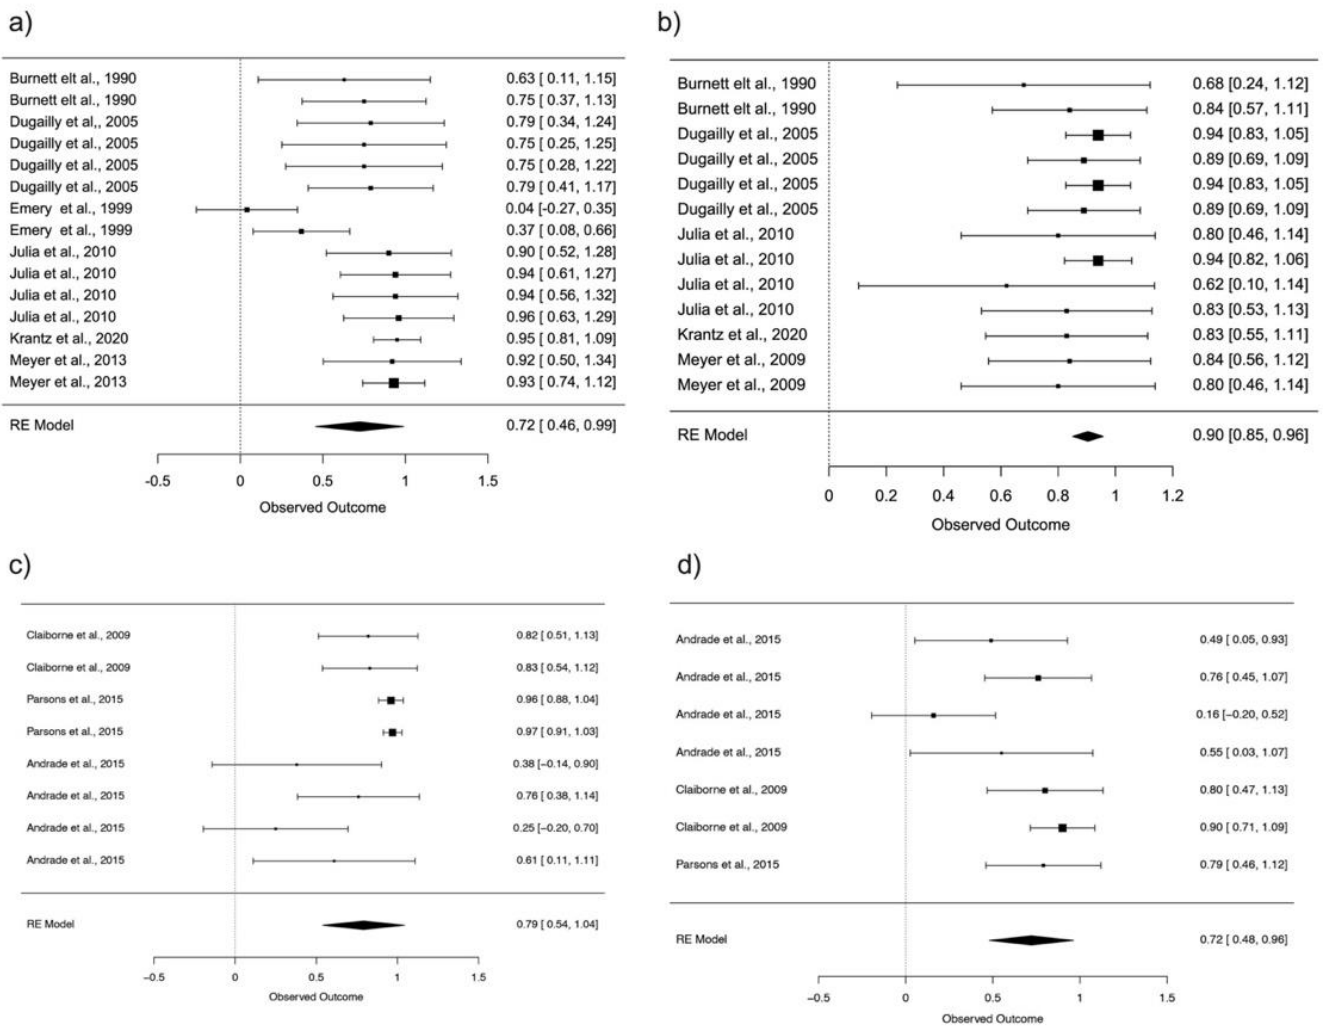 a)
Burnett elt al., 1990 0.63 [ 0.11, 1.15]
Burnett elt al., 1990 0.75 [ 0.37, 1.13]
Dugailly et al,, 2005 0.79 [ 0.34, 1.24]
Dugailly et al., 2005 0.75 [ 0.25, 1.25]
Dugailly et al., 2005 0.75 [ 0.28, 1.22]
Dugailly et al., 2005 0.79 [ 0.41, 1.17]
Emery et al., 1999 0.04 [-0.27, 0.35]
Emery et al., 1999 0.37 [ 0.08, 0.66]
Julia et al., 2010 0.90 [ 0.52, 1.28]
Julia et al., 2010 0.94 [ 0.61, 1.27]
Julia et al., 2010 0.94 [ 0.56, 1.32]
Julia et al., 2010 0.96 [ 0.63, 1.29]
Krantz et al., 2020 0.95 [ 0.81, 1.09]
Meyer et al., 2013 0.92 [ 0.50, 1.34]
Meyer et al., 2013 0.93 [ 0.74, 1.12]
RE Model 0.72 [ 0.46, 0.99]
-0.5 0 0.5 1 1.5
Observed Outcome
b)
Burnett et al., 1990 0.68 [0.24, 1.12]
Burnett et al., 1990 0.84 [0.57, 1.11]
Dugailly et al., 2005 0.94 [0.83, 1.05]
Dugailly et al., 2005 0.89 [0.69, 1.09]
Dugailly et al., 2005 0.94 [0.83, 1.05]
Dugailly et al., 2005 0.89 [0.69, 1.09]
Julia et al., 2010 0.80 [0.46, 1.14]
Julia et al., 2010 0.94 [0.82, 1.06]
Julia et al., 2010 0.62 [0.10, 1.14]
Julia et al., 2010 0.83 [0.53, 1.13]
Krantz et al., 2020 0.83 [0.55, 1.11]
Meyer et al., 2009 0.84 [0.56, 1.12]
Meyer et al., 2009 0.80 [0.46, 1.14]
RE Model 0.90 [0.85, 0.96]
0 0.2 0.4 0.6 0.8 1 1.2
Observed Outcome
c)
Claiborne et al., 2009 0.82 [ 0.51, 1.13]
Claiborne et al., 2009 0.83 [ 0.54, 1.12]
Parsons et al., 2015 0.96 [ 0.88, 1.04]
Parsons et al., 2015 0.97 [ 0.91, 1.03]
Andrade et al., 2015 0.38 [−0.14, 0.90]
Andrade et al., 2015 0.76 [ 0.38, 1.14]
Andrade et al., 2015 0.25 [−0.20, 0.70]
Andrade et al., 2015 0.61 [ 0.11, 1.11]
RE Model 0.79 [ 0.54, 1.04]
−0.5 0 0.5 1 1.5
Observed Outcome
d)
Andrade et al., 2015 0.49 [ 0.05, 0.93]
Andrade et al., 2015 0.76 [ 0.45, 1.07]
Andrade et al., 2015 0.16 [−0.20, 0.52]
Andrade et al., 2015 0.55 [ 0.03, 1.07]
Claiborne et al., 2009 0.80 [ 0.47, 1.13]
Claiborne et al., 2009 0.90 [ 0.71, 1.09]
Parsons et al., 2015 0.79 [ 0.46, 1.12]
RE Model 0.72 [ 0.48, 0.96]
−0.5 0 0.5 1 1.5
Observed Outcome